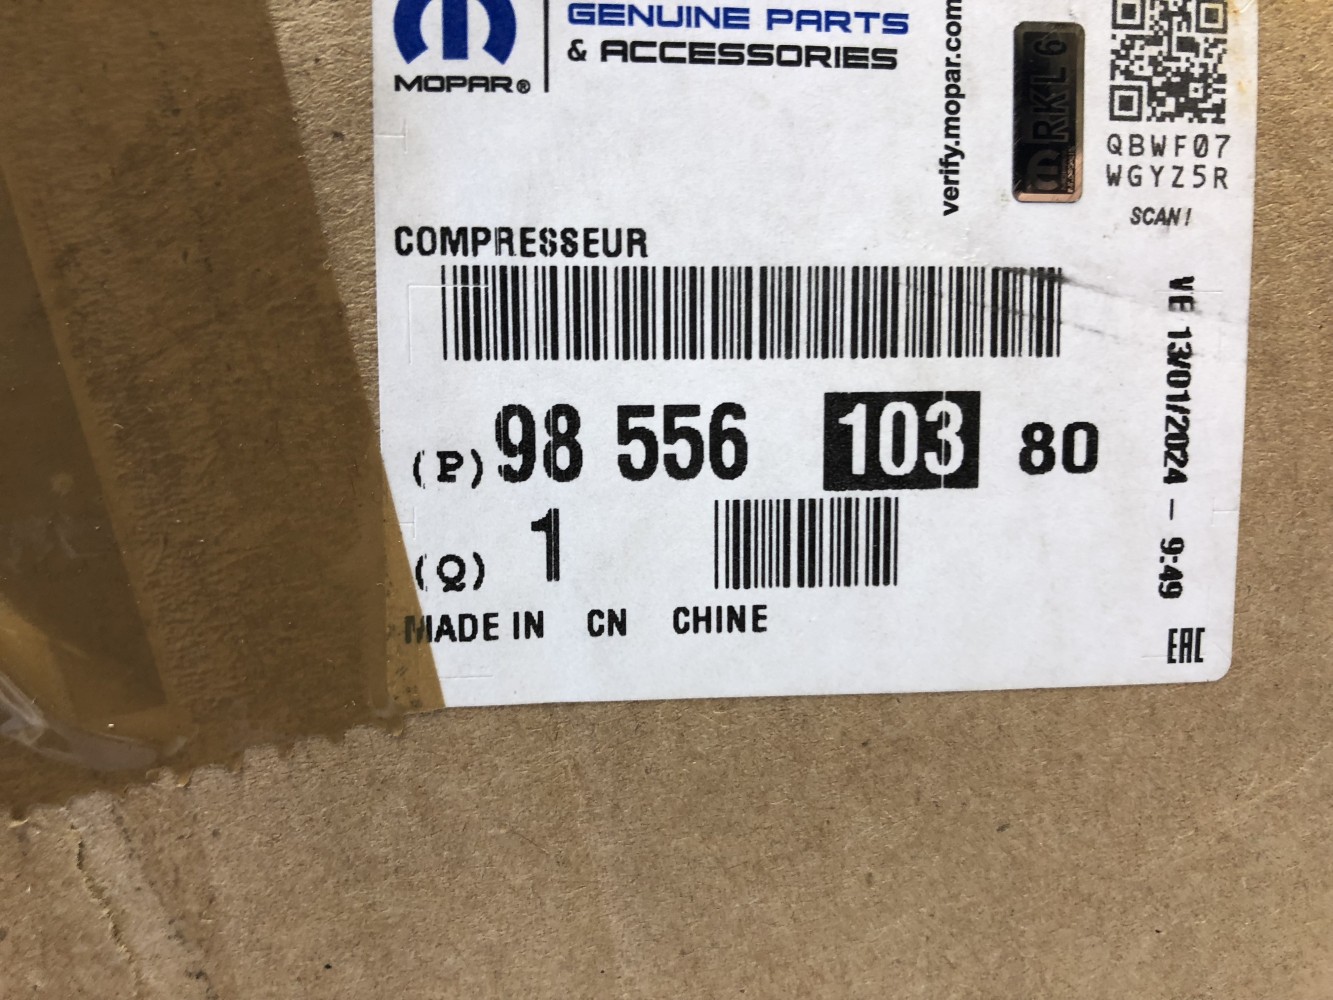 GENUINE PARTS
& ACCESSORIES
MOPAR®
verify.mopar.com
RKL 6
QBWF07
WGYZ5R
SCAN!
COMPRESSEUR
(P) 98 556 103 80
(Q) 1
MADE IN CN CHINE
VE 13/01/2024 - 9:49
EAC